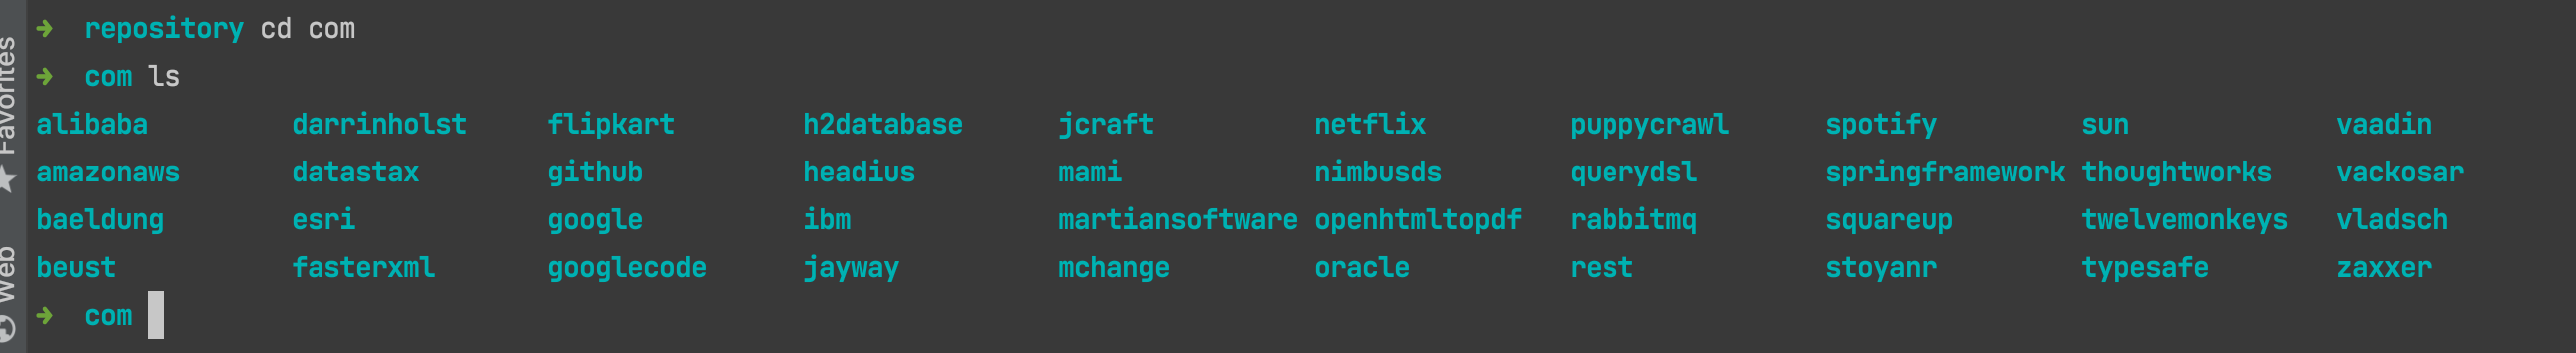 ➜ repository cd com
➜ com ls
alibaba darrinholst flipkart h2database jcraft netflix puppycrawl spotify sun vaadin
amazonaws datastax github headius mami nimbusds querydsl springframework thoughtworks vackosar
baeldung esri google ibm martiansoftware openhtmltopdf rabbitmq squareup twelvemonkeys vladsch
beust fasterxml googlecode jayway mchange oracle rest stoyanr typesafe zaxxer
➜ com
Favorites
Web